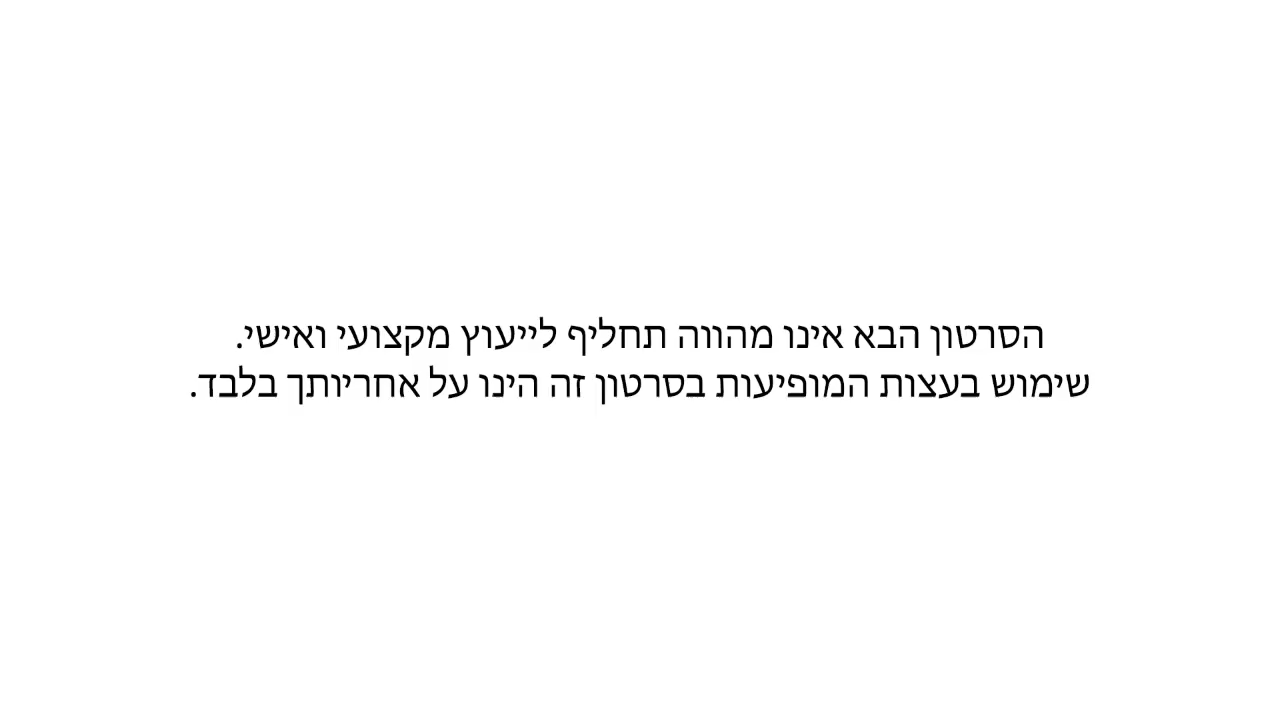 הסרטון הבא אינו מהווה תחליף לייעוץ מקצועי ואישי.
שימוש בעצות המופיעות בסרטון זה הינו על אחריותך בלבד.